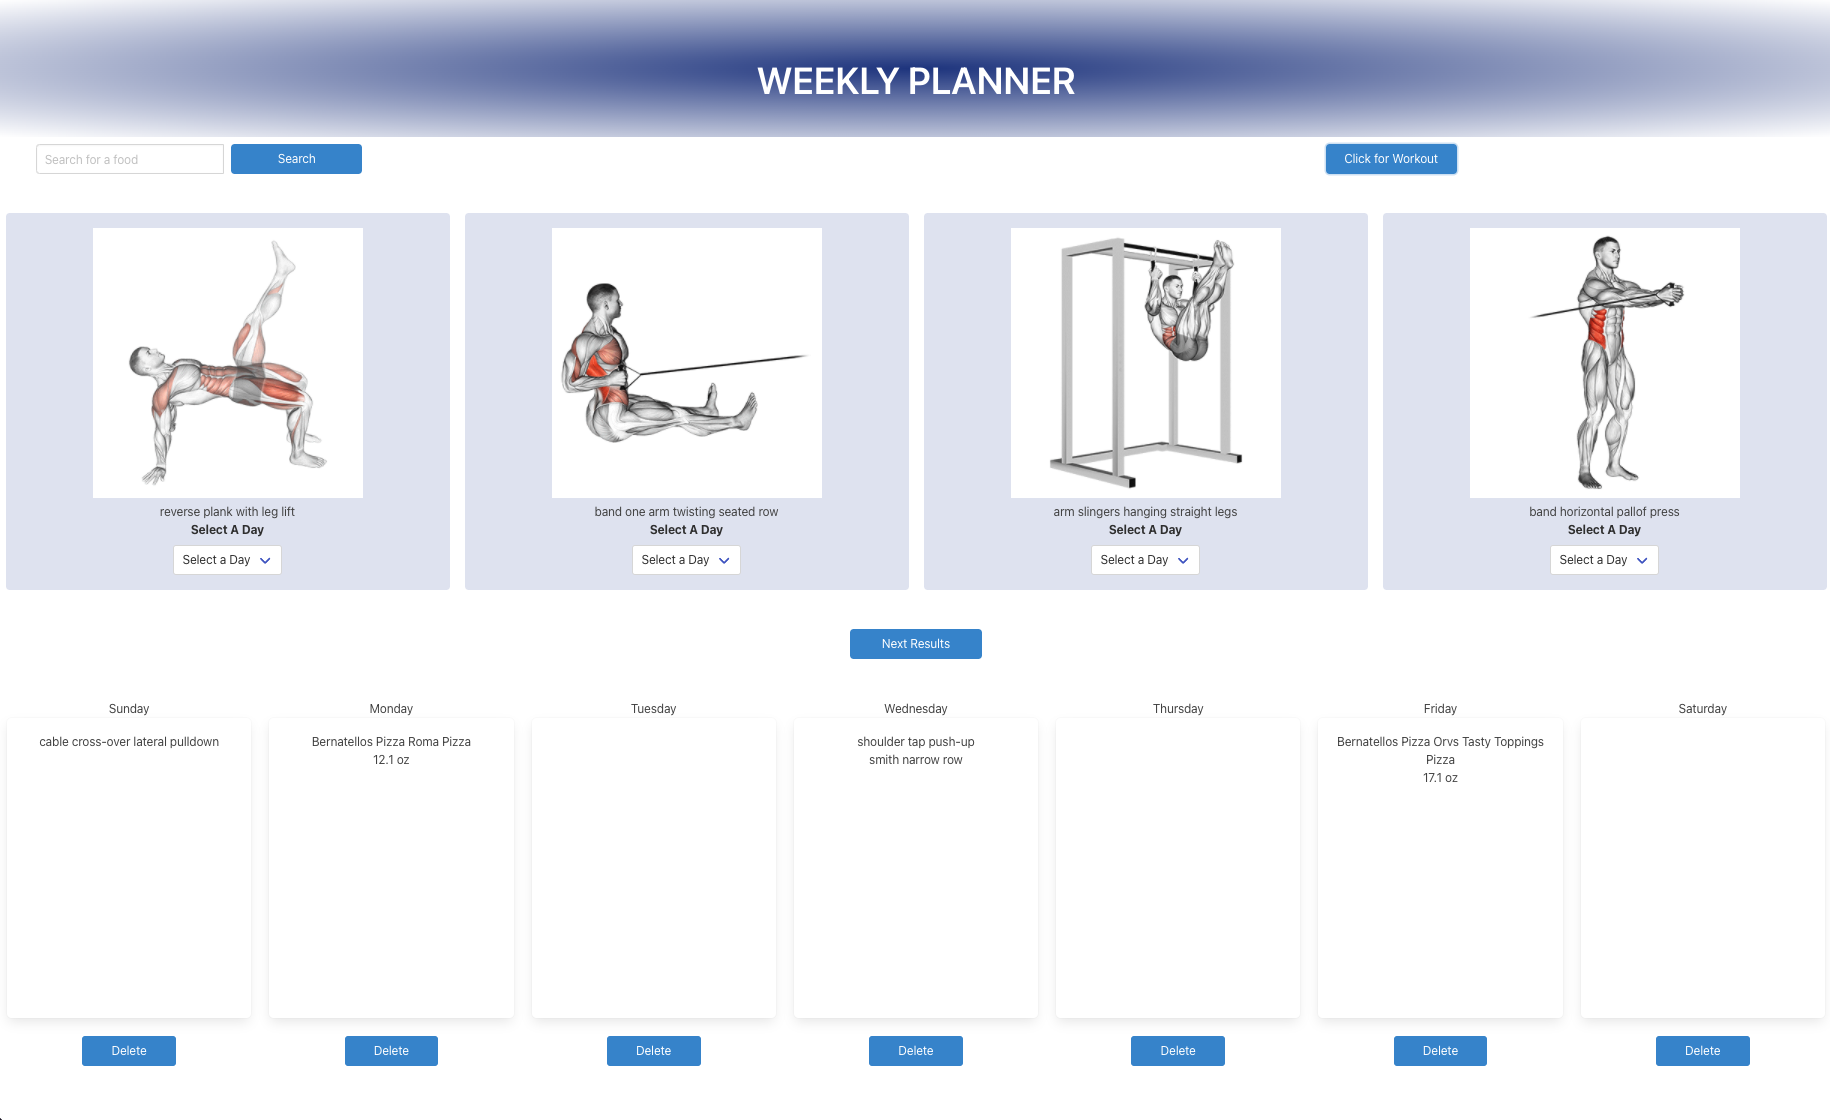 WEEKLY PLANNER
Search for a food
Search
Click for Workout
reverse plank with leg lift
Select A Day
Select a Day
band one arm twisting seated row
Select A Day
Select a Day
arm slingers hanging straight legs
Select A Day
Select a Day
band horizontal pallof press
Select A Day
Select a Day
Next Results
Sunday
cable cross-over lateral pulldown
Delete
Monday
Bernatellos Pizza Roma Pizza
12.1 oz
Delete
Tuesday
Delete
Wednesday
shoulder tap push-up
smith narrow row
Delete
Thursday
Delete
Friday
Bernatellos Pizza Orvs Tasty Toppings
Pizza
17.1 oz
Delete
Saturday
Delete